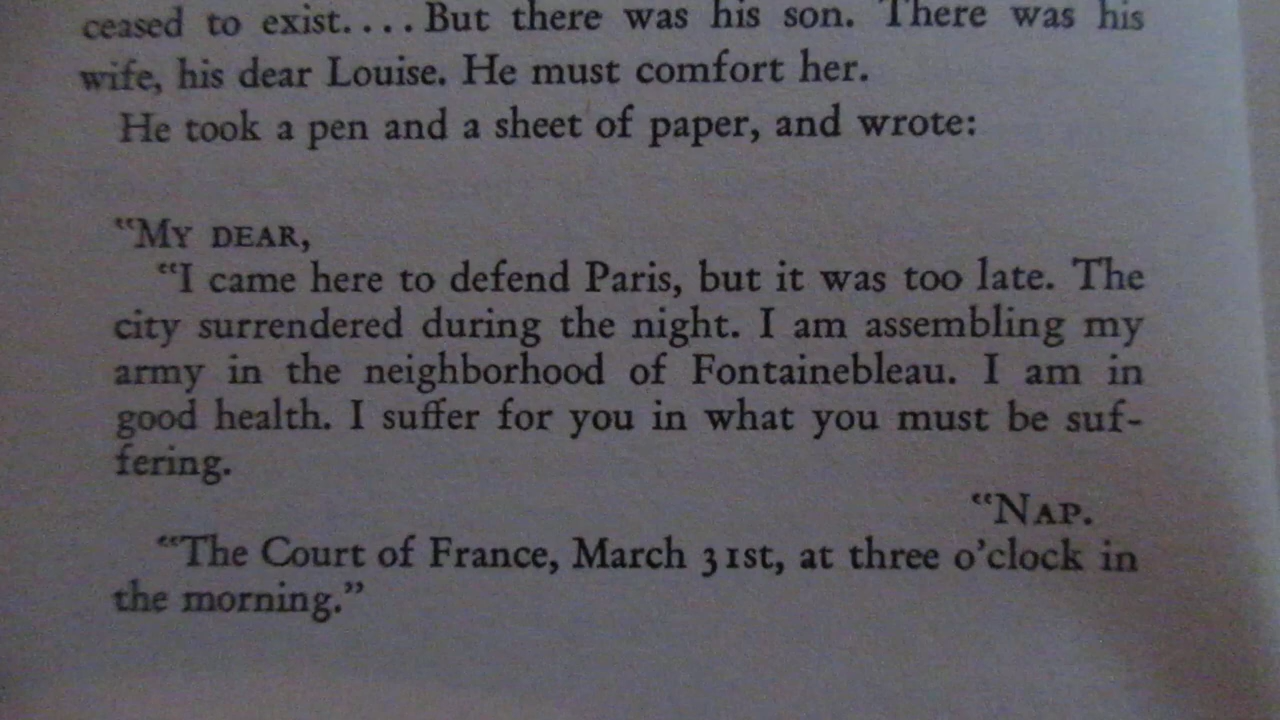 ceased to exist.... But there was his son. There was his
wife, his dear Louise. He must comfort her.
He took a pen and a sheet of paper, and wrote:
“My dear,
“I came here to defend Paris, but it was too late. The
city surrendered during the night. I am assembling my
army in the neighborhood of Fontainebleau. I am in
good health. I suffer for you in what you must be suf-
fering.
“Nap.
“The Court of France, March 31st, at three o’clock in
the morning.”